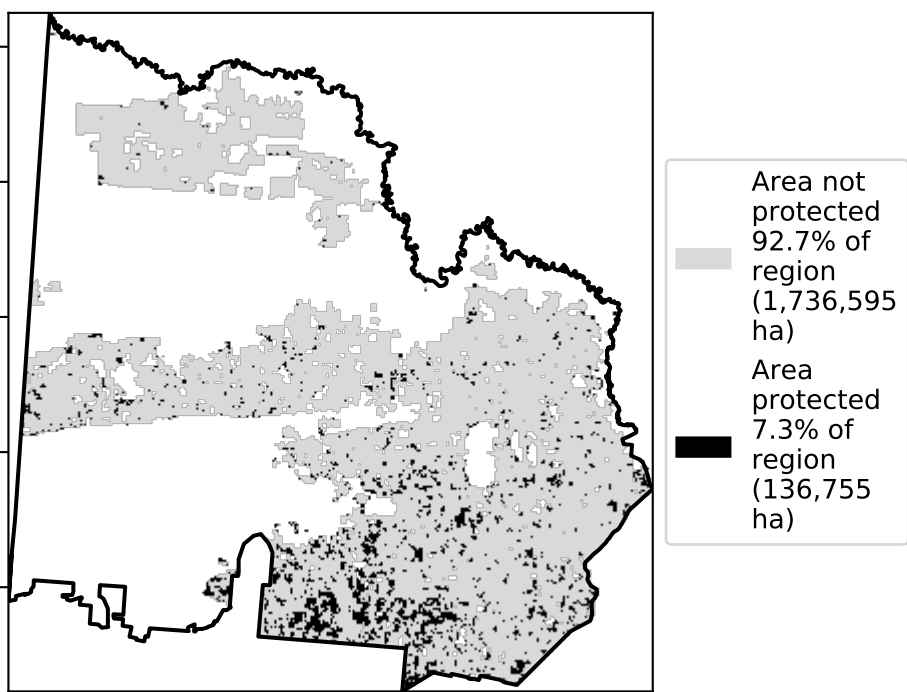 Area not
protected
92.7% of
region
(1,736,595
ha)
Area
protected
7.3% of
region
(136,755
ha)